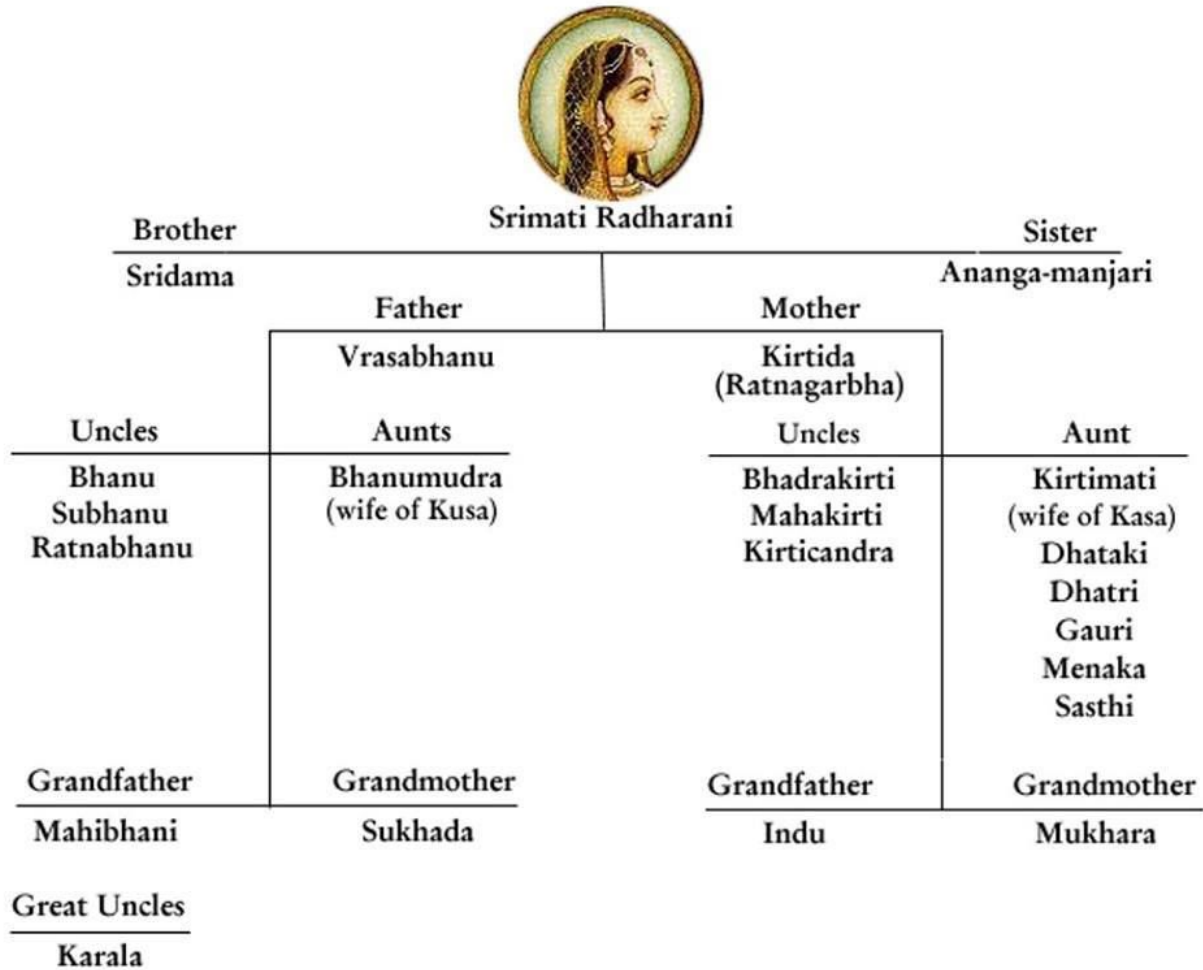 Srimati Radharani
Brother
Sister
Sridama
Ananga-manjari
Father
Mother
Vrasabhanu
Kirtida
(Ratnagarbha)
Uncles
Aunts
Uncles
Aunt
Bhanu
Subhanu
Ratnabhanu
Bhanumudra
(wife of Kusa)
Bhadrakirti
Mahakirti
Kirticandra
Kirtimati
(wife of Kasa)
Dhataki
Dhatri
Gauri
Menaka
Sasthi
Grandfather
Grandmother
Grandfather
Grandmother
Mahibhani
Sukhada
Indu
Mukhara
Great Uncles
Karala